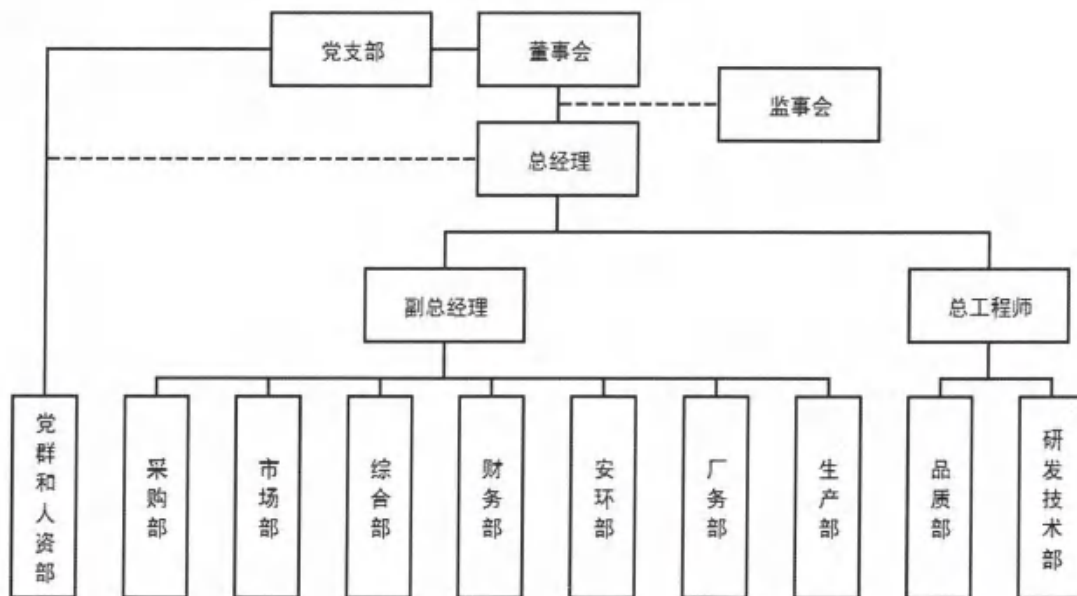 党支部
董事会
监事会
总经理
副总经理
总工程师
党群和人资部
采购部
市场部
综合部
财务部
安环部
厂务部
生产部
品质部
研发技术部